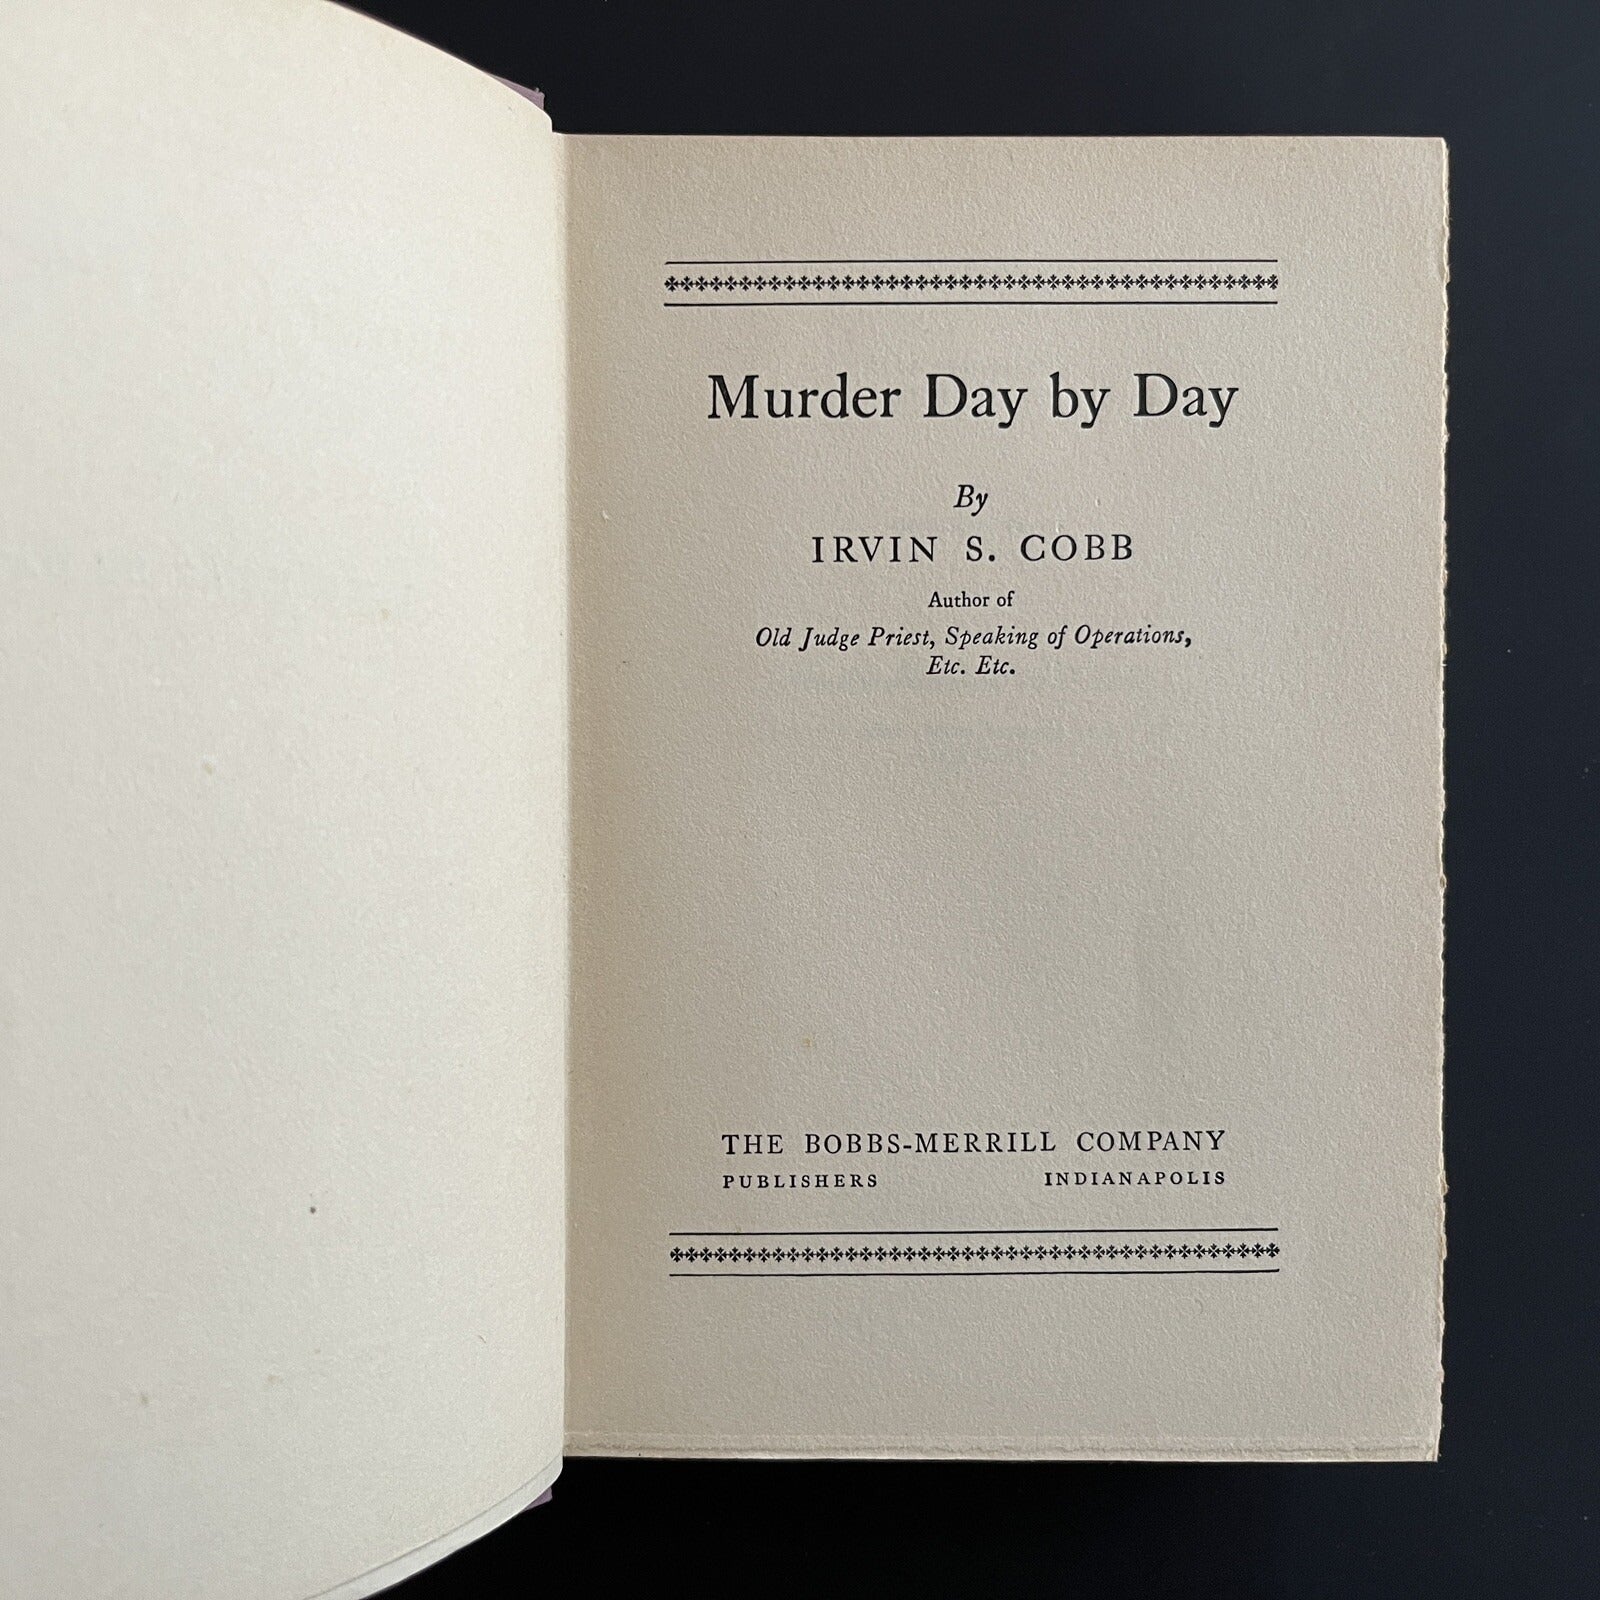 Murder Day by Day
By
IRVIN S. COBB
Author of
Old Judge Priest, Speaking of Operations,
Etc. Etc.
THE BOBBS-MERRILL COMPANY
PUBLISHERS INDIANAPOLIS